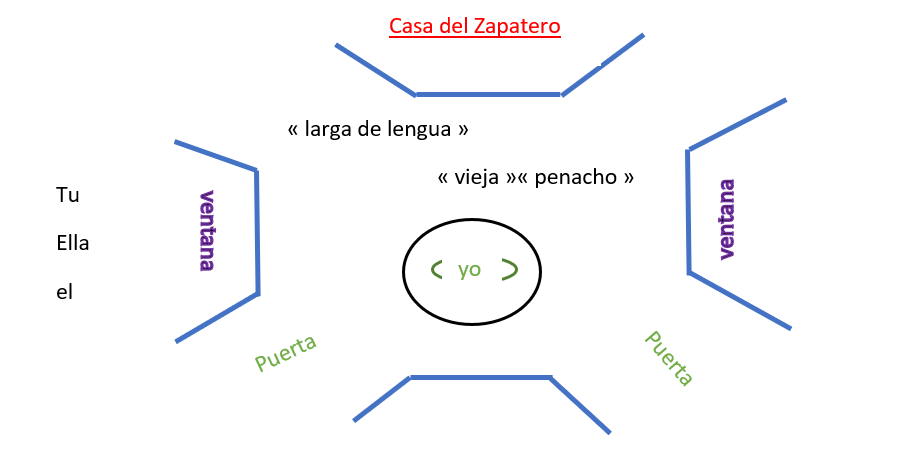 Casa del Zapatero
« larga de lengua »
« vieja »« penacho »
Tu
Ella
el
ventana
ventana
yo
Puerta
Puerta